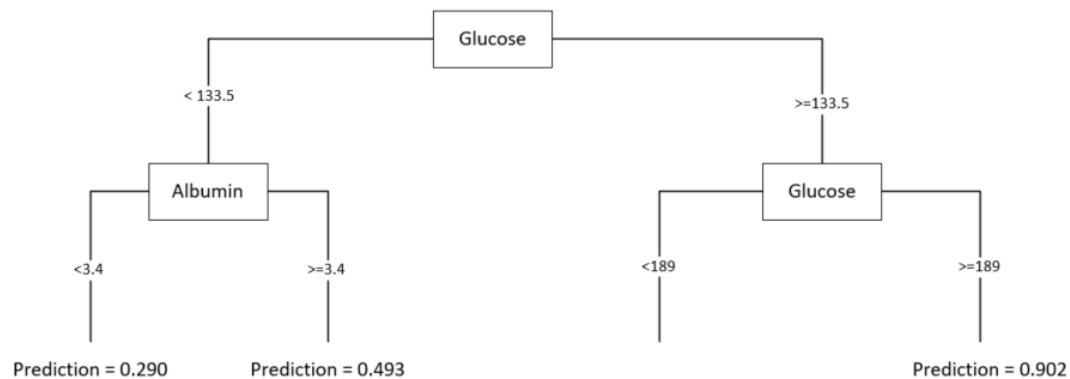 Glucose
< 133.5
>=133.5
Albumin
Glucose
<3.4
>=3.4
<189
>=189
Prediction = 0.290
Prediction = 0.493
Prediction = 0.902